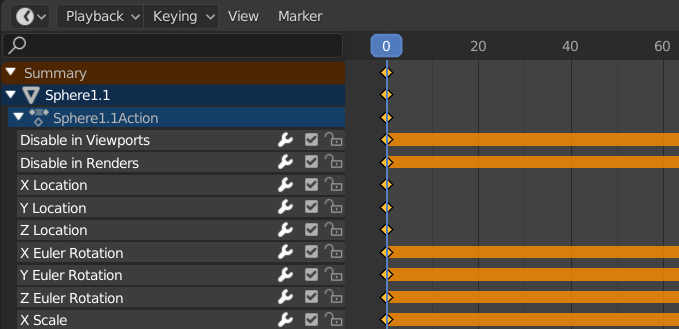 Playback Keying View Marker
0 20 40 60
Summary
Sphere1.1
Sphere1.1Action
Disable in Viewports
Disable in Renders
X Location
Y Location
Z Location
X Euler Rotation
Y Euler Rotation
Z Euler Rotation
X Scale